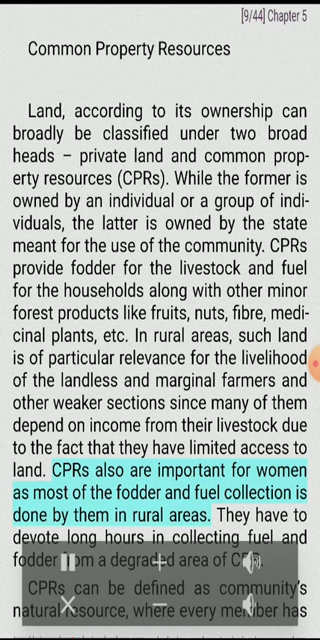 [9/44] Chapter 5
Common Property Resources
Land, according to its ownership can
broadly be classified under two broad
heads – private land and common prop-
erty resources (CPRs). While the former is
owned by an individual or a group of indi-
viduals, the latter is owned by the state
meant for the use of the community. CPRs
provide fodder for the livestock and fuel
for the households along with other minor
forest products like fruits, nuts, fibre, medi-
cinal plants, etc. In rural areas, such land
is of particular relevance for the livelihood
of the landless and marginal farmers and
other weaker sections since many of them
depend on income from their livestock due
to the fact that they have limited access to
land. CPRs also are important for women
as most of the fodder and fuel collection is
done by them in rural areas. They have to
devote long hours in collecting fuel and
fodder from a degraded area of CPR.
CPRs can be defined as community's
natural resource, where every member has